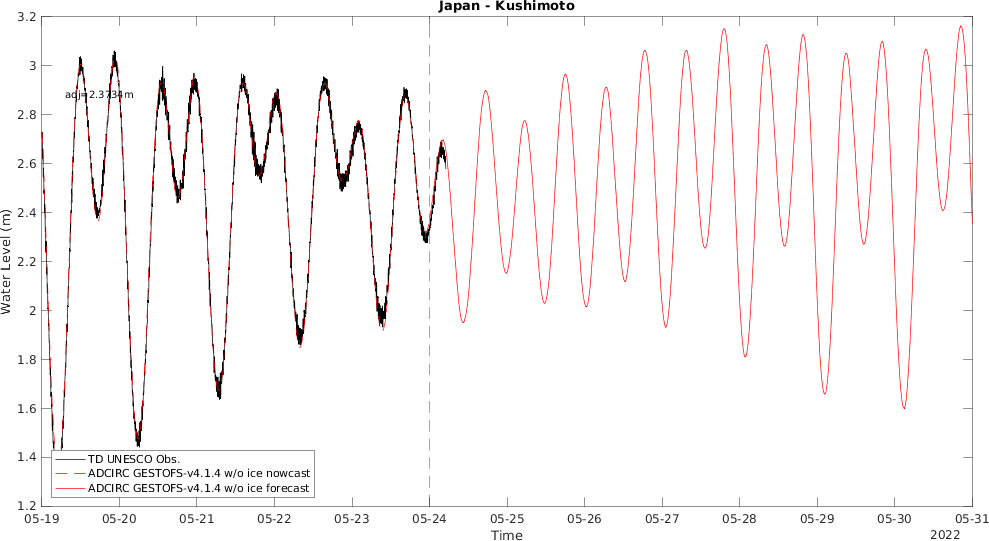 Japan - Kushimoto
3.2
3
2.8
2.6
2.4
2.2
2
1.8
1.6
1.4
1.2
Water Level (m)
adj=2.3734m
TD UNESCO Obs.
ADCIRC GESTOFS-v4.1.4 w/o ice nowcast
ADCIRC GESTOFS-v4.1.4 w/o ice forecast
05-19 05-20 05-21 05-22 05-23 05-24 05-25 05-26 05-27 05-28 05-29 05-30 05-31
Time
2022